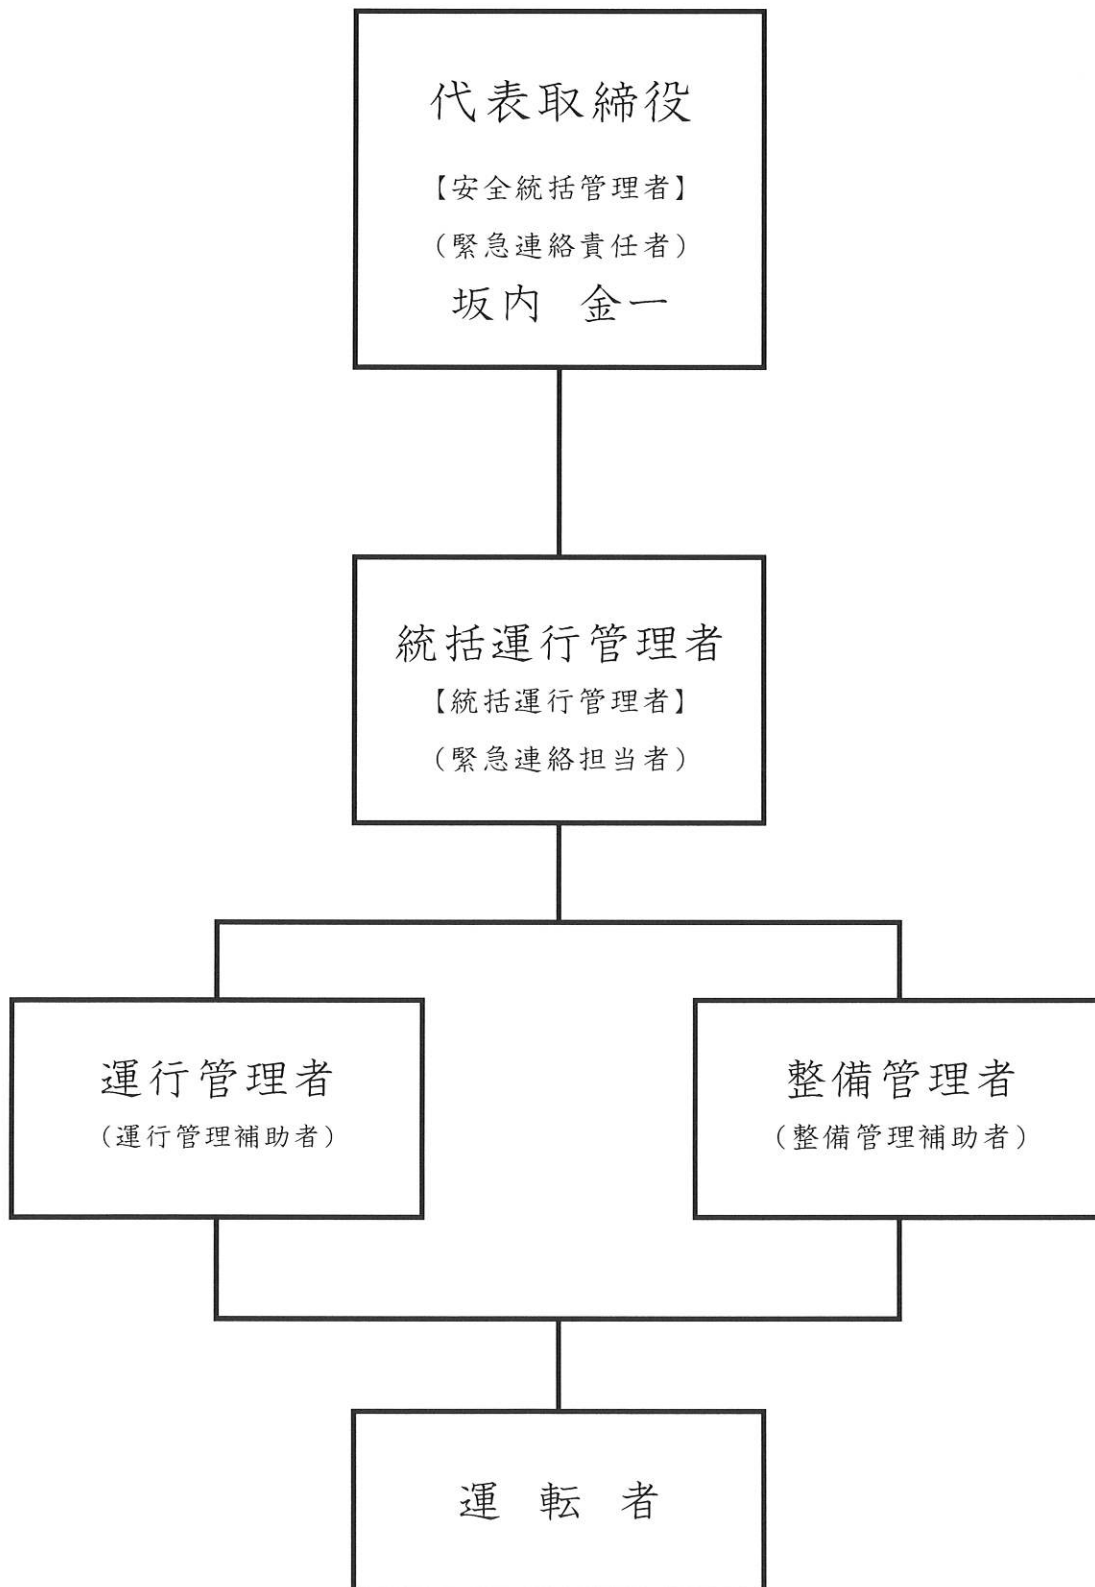 代表取締役
【安全統括管理者】
(緊急連絡責任者)
坂内 金一
統括運行管理者
【統括運行管理者】
(緊急連絡担当者)
運行管理者
(運行管理補助者)
整備管理者
(整備管理補助者)
運 転 者